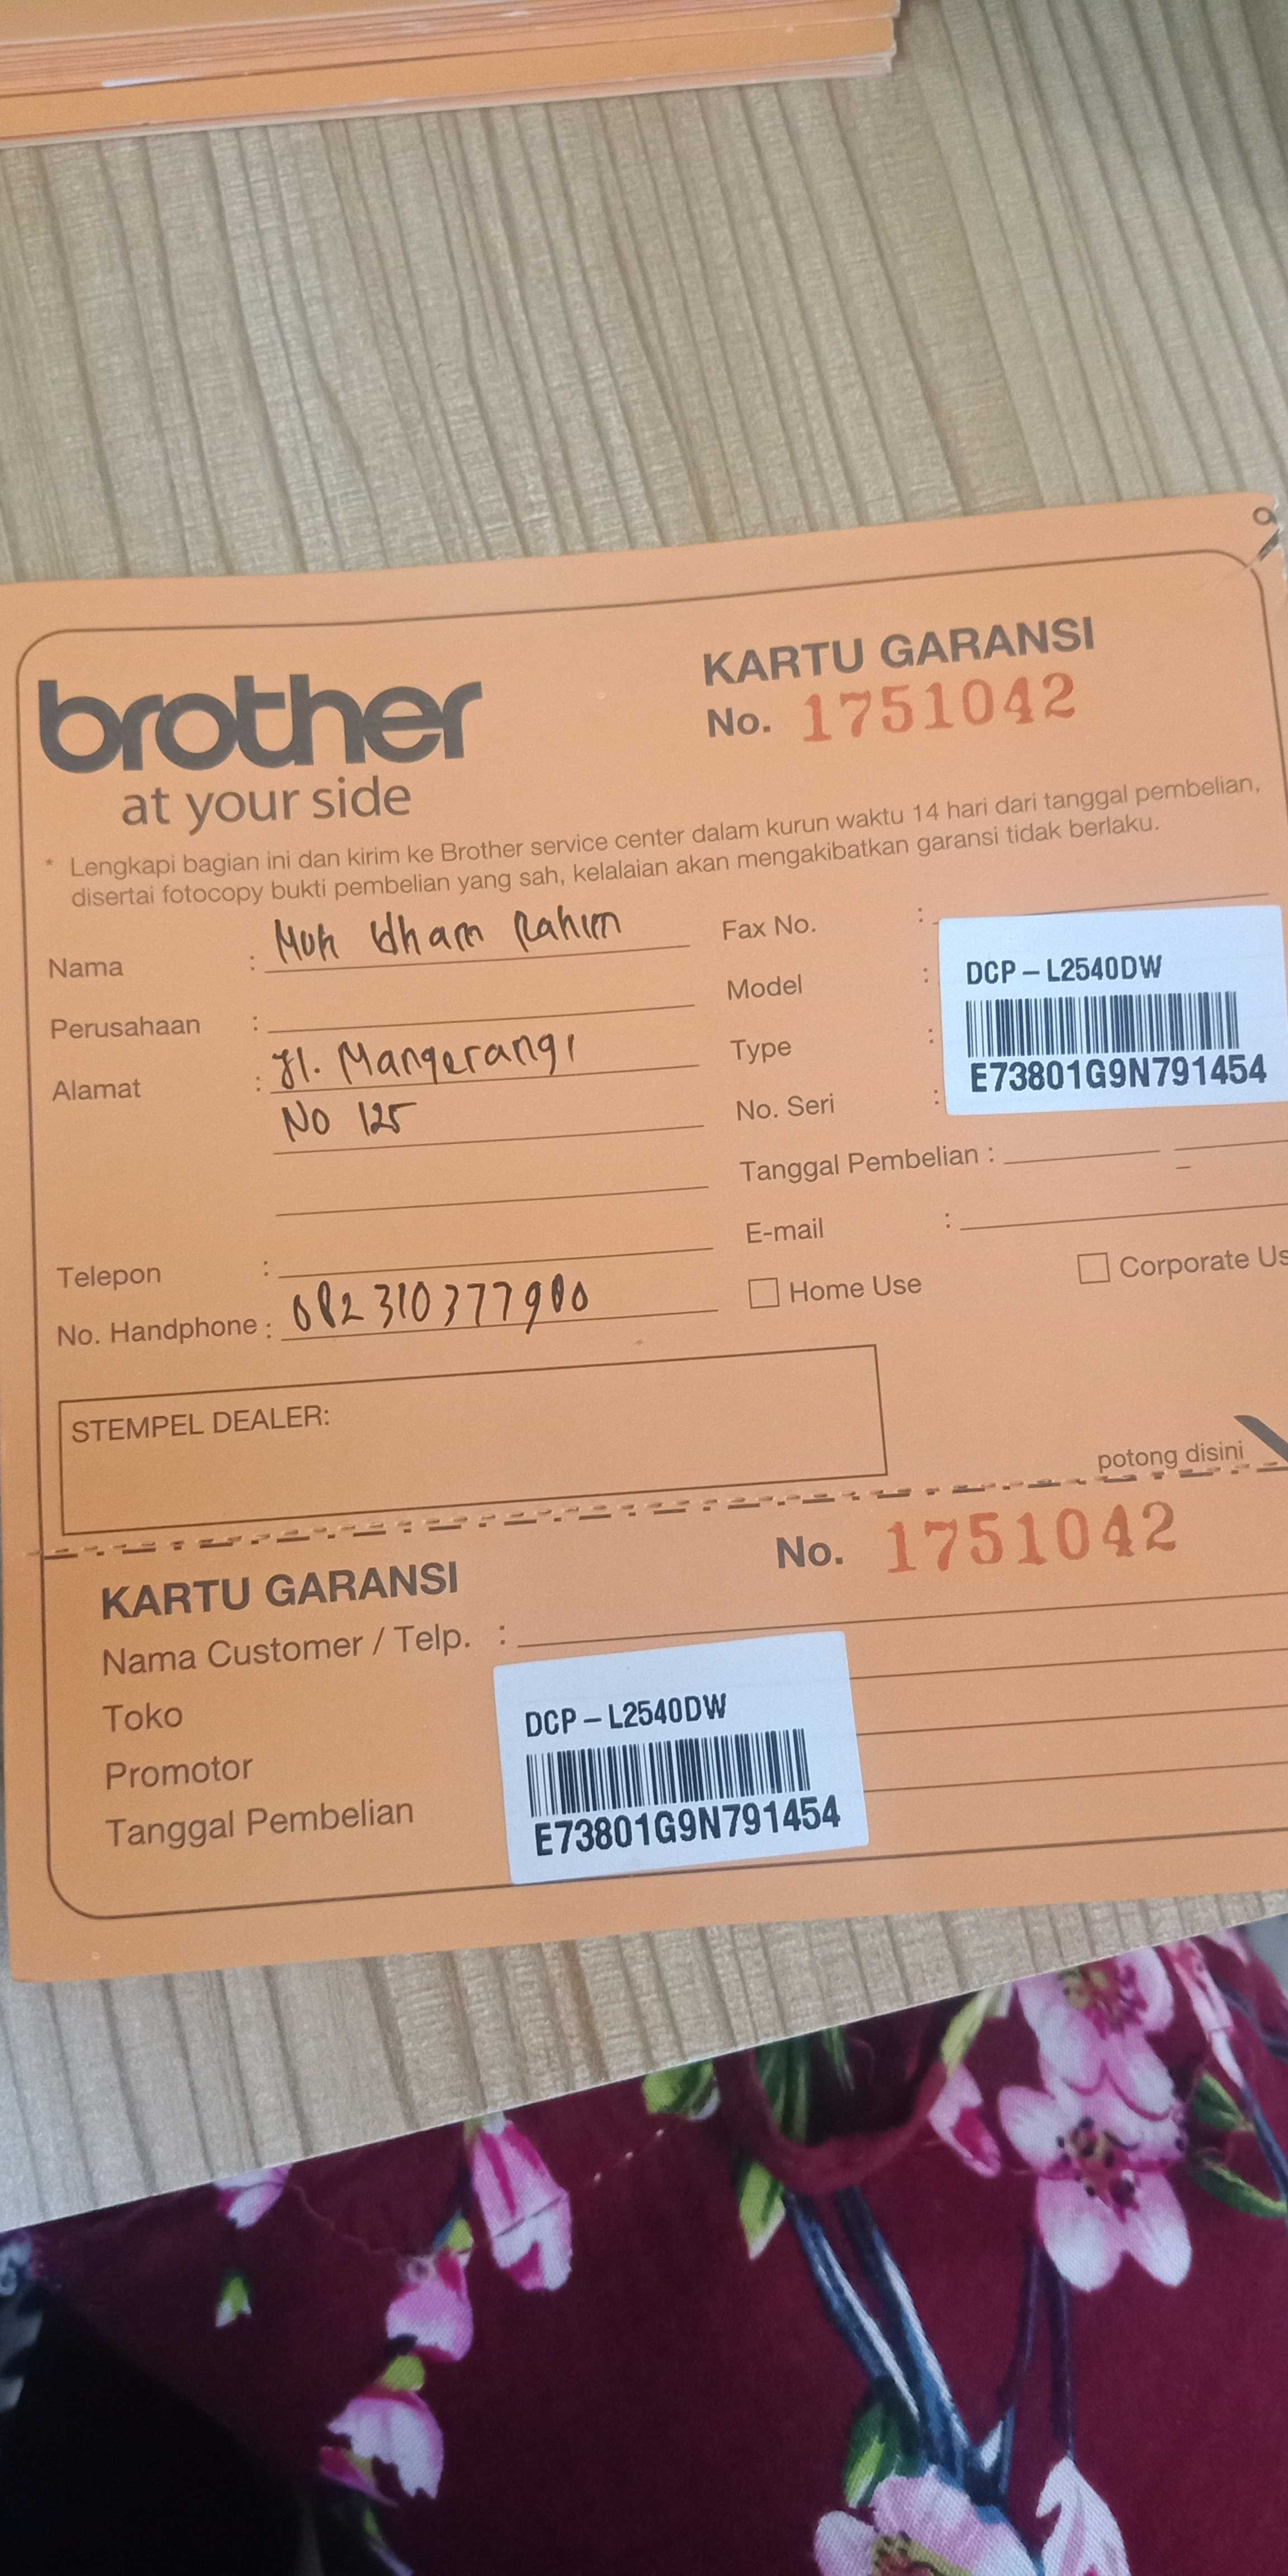 brother
at your side
KARTU GARANSI
No. 1751042
* Lengkapi bagian ini dan kirim ke Brother service center dalam kurun waktu 14 hari dari tanggal pembelian,
disertai fotocopy bukti pembelian yang sah, kelalaian akan mengakibatkan garansi tidak berlaku.
Nama : Muh Idham Rahim
Perusahaan :
Alamat : Jl. Mangerangi
No 125
Telepon :
No. Handphone :
Fax No. :
Model : DCP – L2540DW
Type :
No. Seri : E73801G9N791454
Tanggal Pembelian :
E-mail :
Home Use
Corporate Us
STEMPEL DEALER:
potong disini
KARTU GARANSI
No. 1751042
Nama Customer / Telp. :
Toko
Promotor
Tanggal Pembelian
DCP – L2540DW
E73801G9N791454